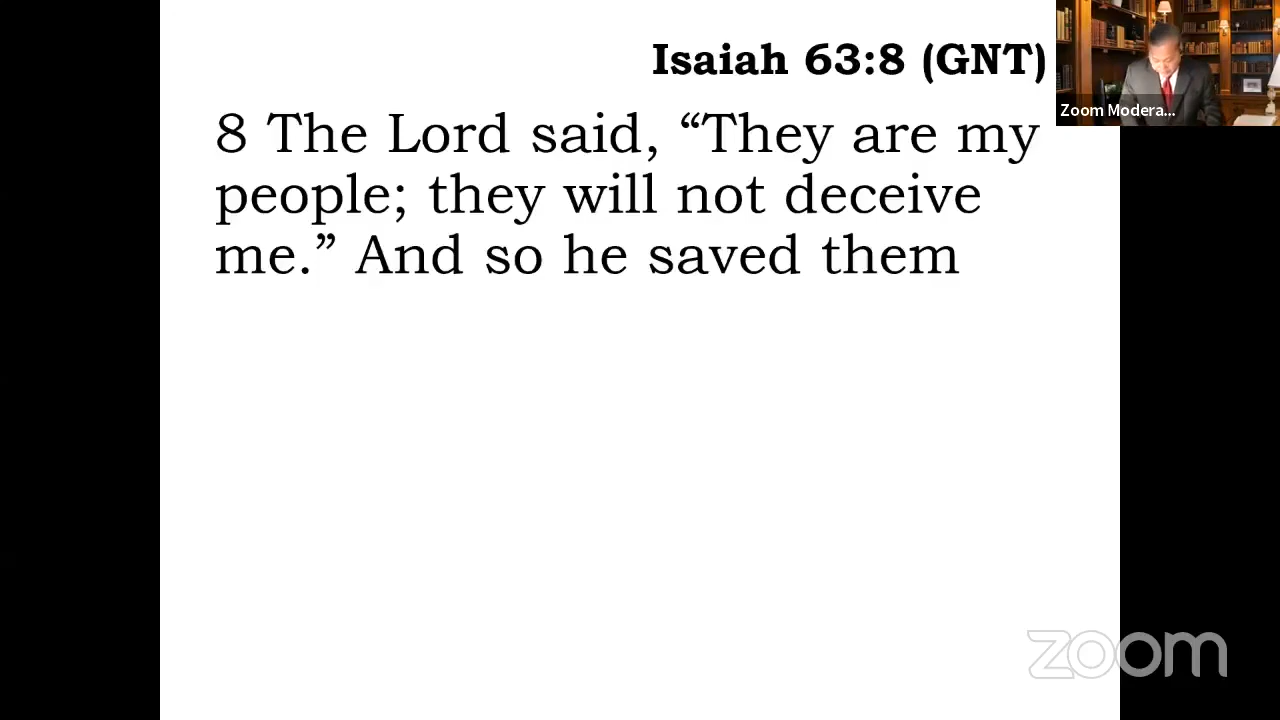 Isaiah 63:8 (GNT)
8 The Lord said, “They are my
people; they will not deceive
me.” And so he saved them
Zoom Modera...
zoom